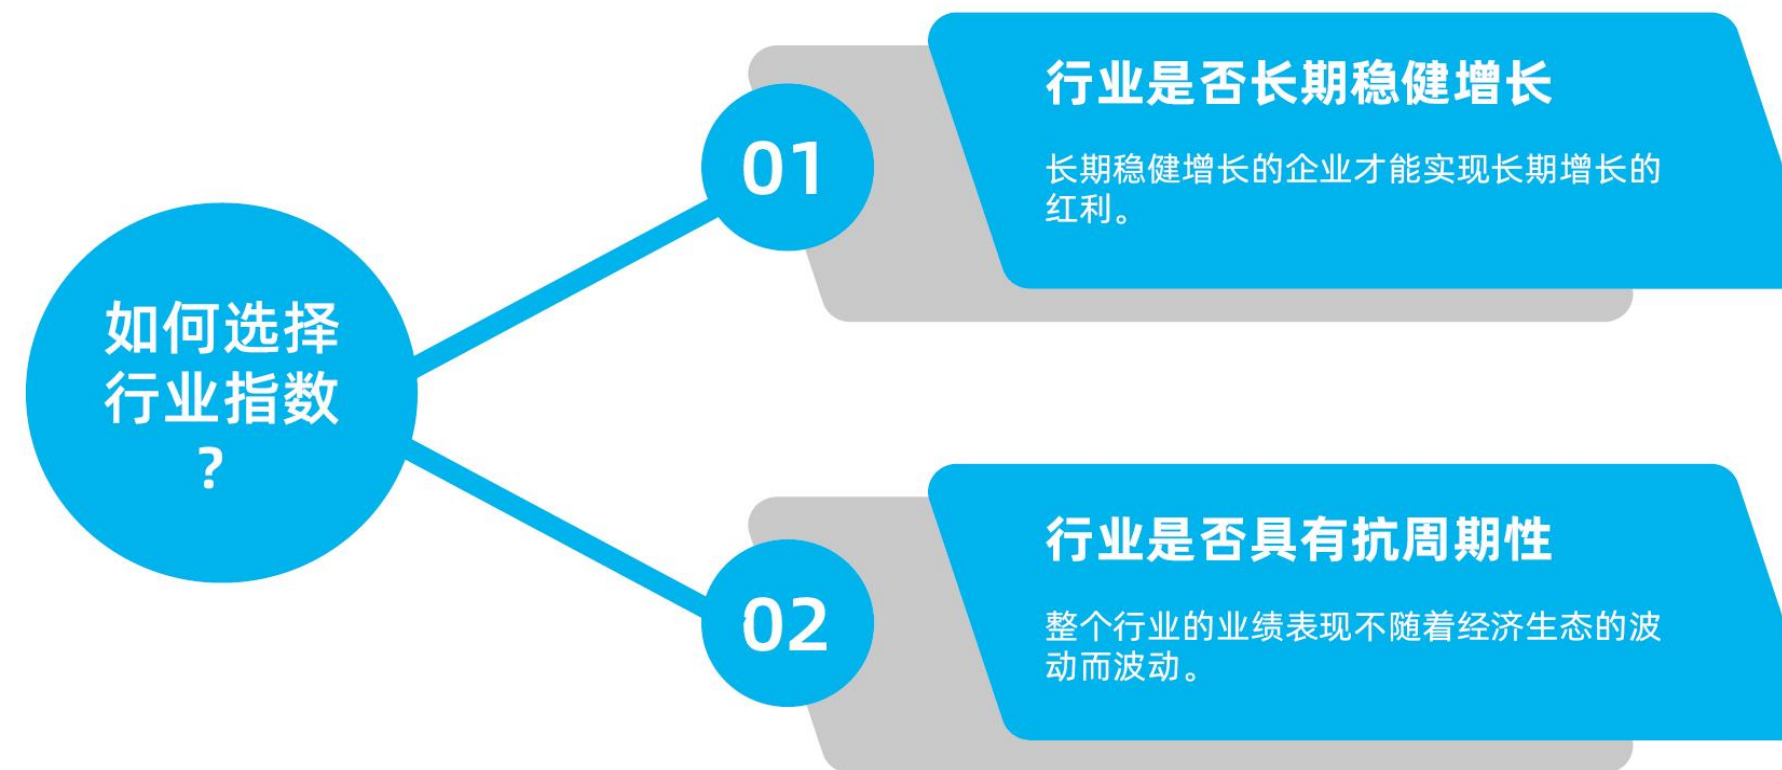 如何选择
行业指数
?
01
行业是否长期稳健增长
长期稳健增长的企业才能实现长期增长的
红利。
02
行业是否具有抗周期性
整个行业的业绩表现不随着经济生态的波
动而波动。